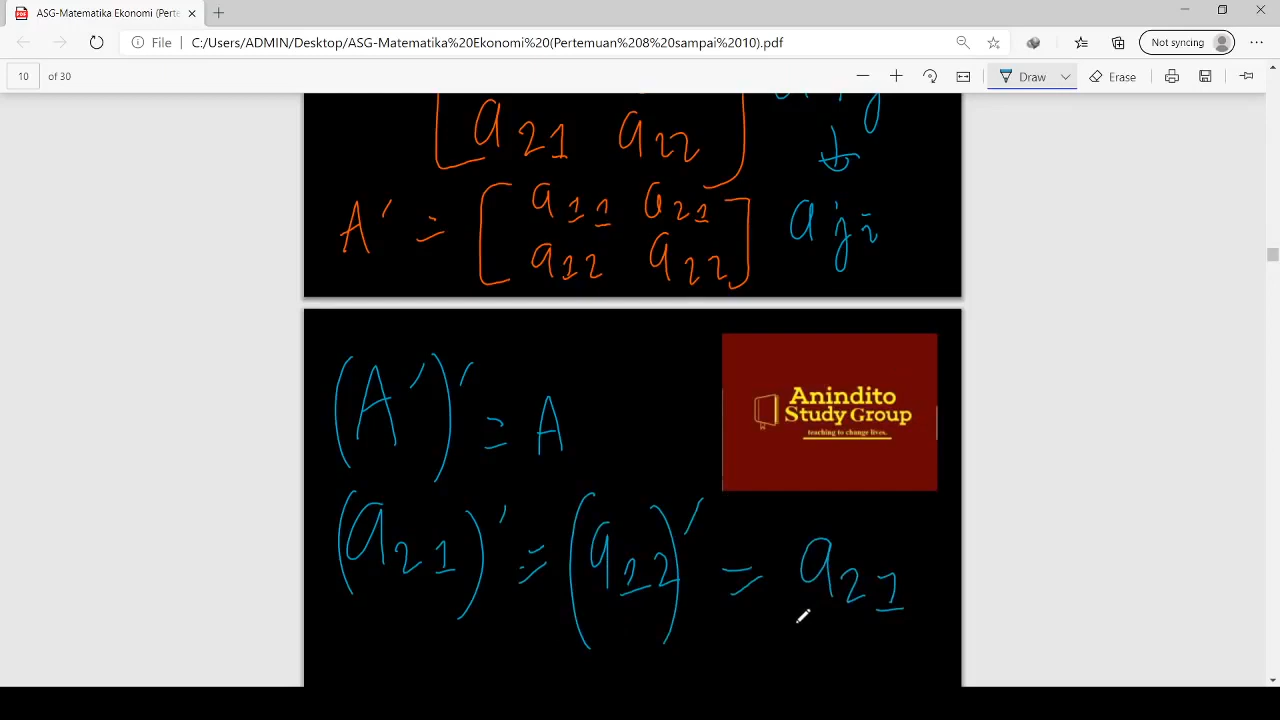 ASG-Matematika Ekonomi (Perte
File C:/Users/ADMIN/Desktop/ASG-Matematika%20Ekonomi%20(Pertemuan%208%20sampai%2010).pdf Not syncing
10 of 30 Draw Erase
a21 a22
A' = [a11 a21
a12 a22]
aji
(A')' = A
Anindito
Study Group
teaching to change lives.
(a21)' = (a12)' = a21